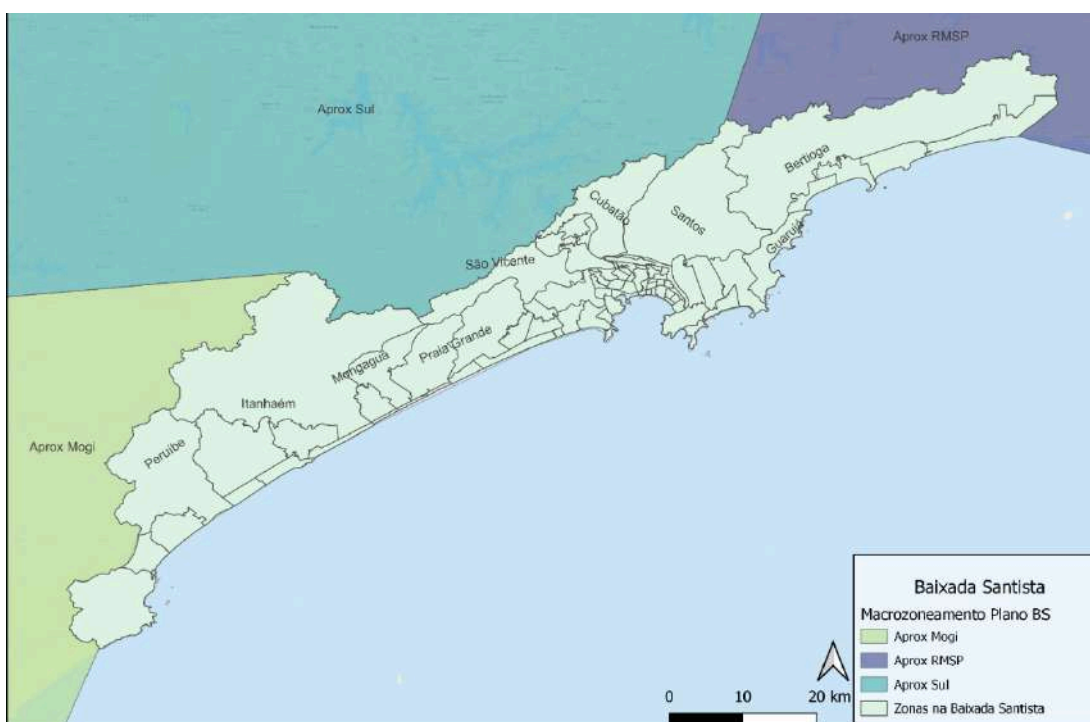 Aprox RMSP
Aprox Sul
Bertioga
Cubatão
Santos
Guarujá
São Vicente
Praia Grande
Mongaguá
Itanhaém
Peruíbe
Aprox Mogi
Baixada Santista
Macrozoneamento Plano BS
Aprox Mogi
Aprox RMSP
Aprox Sul
Zonas na Baixada Santista
0 10 20 km